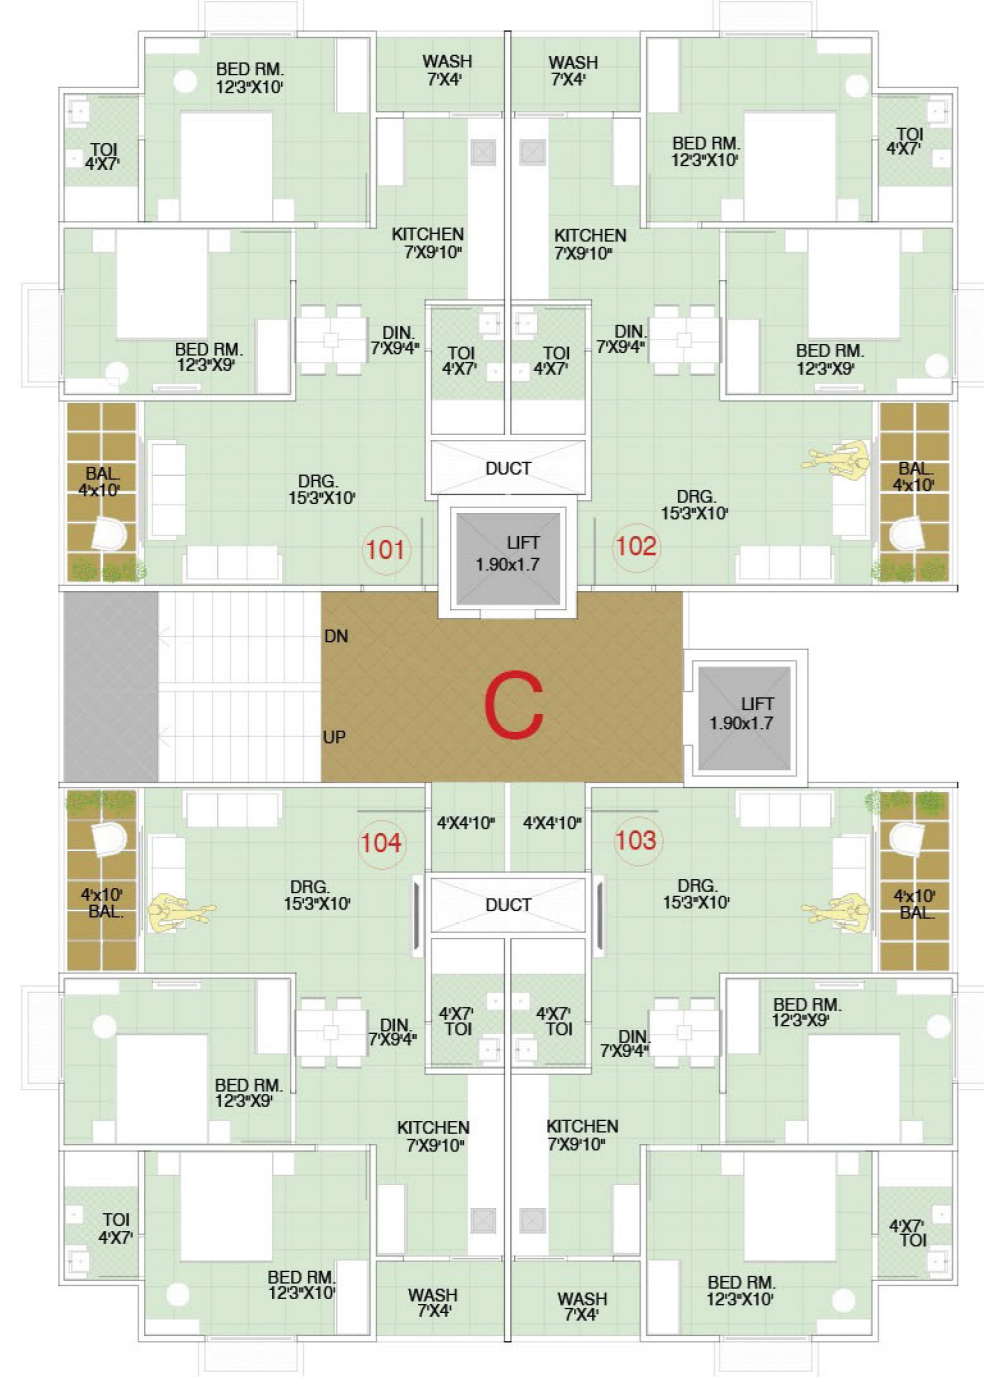 BED RM.
12'3"X10'
WASH
7'X4'
WASH
7'X4'
BED RM.
12'3"X10'
TOI
4'X7'
TOI
4'X7'
KITCHEN
7'X9'10"
KITCHEN
7'X9'10"
BED RM.
12'3"X9'
DIN.
7'X9'4"
TOI
4'X7'
TOI
4'X7'
DIN.
7'X9'4"
BED RM.
12'3"X9'
BAL.
4'x10'
DRG.
15'3"X10'
DUCT
DRG.
15'3"X10'
BAL.
4'x10'
101
LIFT
1.90x1.7
102
DN
UP
C
LIFT
1.90x1.7
104
4'X4'10"
4'X4'10"
103
4'x10'
BAL.
DRG.
15'3"X10'
DUCT
DRG.
15'3"X10'
4'x10'
BAL.
DIN.
7'X9'4"
4'X7'
TOI
4'X7'
TOI
DIN.
7'X9'4"
BED RM.
12'3"X9'
BED RM.
12'3"X9'
KITCHEN
7'X9'10"
KITCHEN
7'X9'10"
TOI
4'X7'
4'X7'
TOI
BED RM.
12'3"X10'
WASH
7'X4'
WASH
7'X4'
BED RM.
12'3"X10'